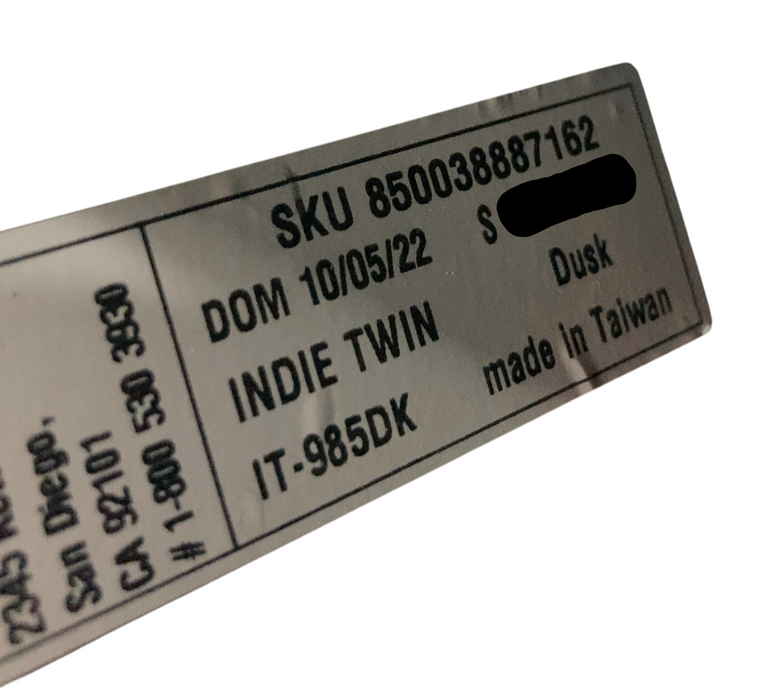 2345
San Diego,
CA 92101
# 1-800 530 3930
SKU 850038887162
DOM 10/05/22 S
INDIE TWIN Dusk
IT-985DK made in Taiwan